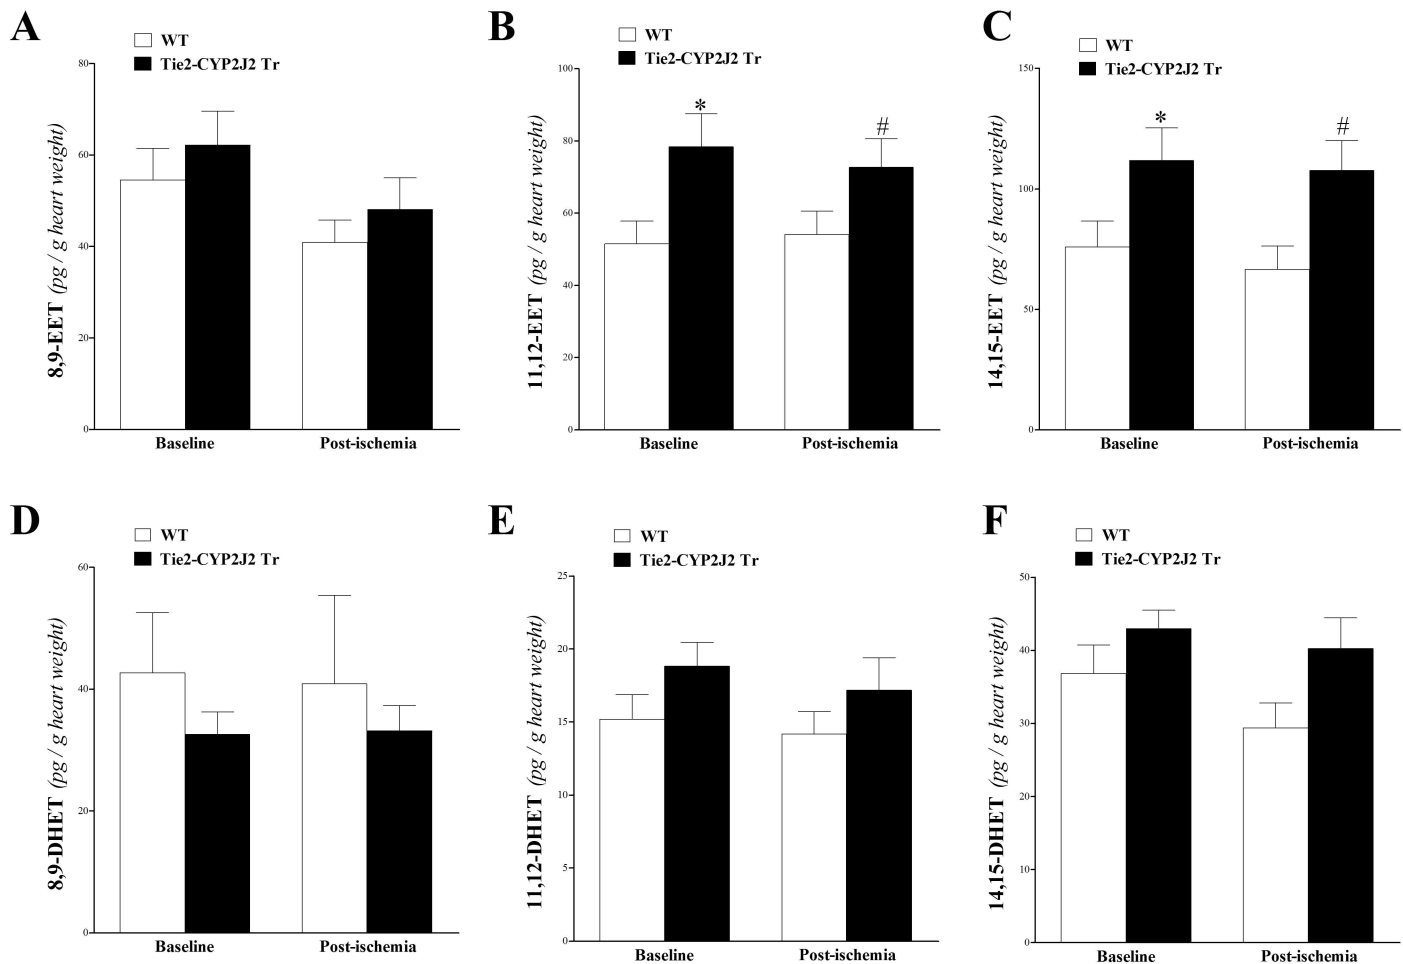 A
WT
Tie2-CYP2J2 Tr
80
60
40
20
0
8,9-EET (pg / g heart weight)
Baseline
Post-ischemia
B
WT
Tie2-CYP2J2 Tr
100
80
60
40
20
0
11,12-EET (pg / g heart weight)
*
#
Baseline
Post-ischemia
C
WT
Tie2-CYP2J2 Tr
150
100
50
0
14,15-EET (pg / g heart weight)
*
#
Baseline
Post-ischemia
D
WT
Tie2-CYP2J2 Tr
60
40
20
0
8,9-DHET (pg / g heart weight)
Baseline
Post-ischemia
E
WT
Tie2-CYP2J2 Tr
25
20
15
10
5
0
11,12-DHET (pg / g heart weight)
Baseline
Post-ischemia
F
WT
Tie2-CYP2J2 Tr
50
40
30
20
10
0
14,15-DHET (pg / g heart weight)
Baseline
Post-ischemia